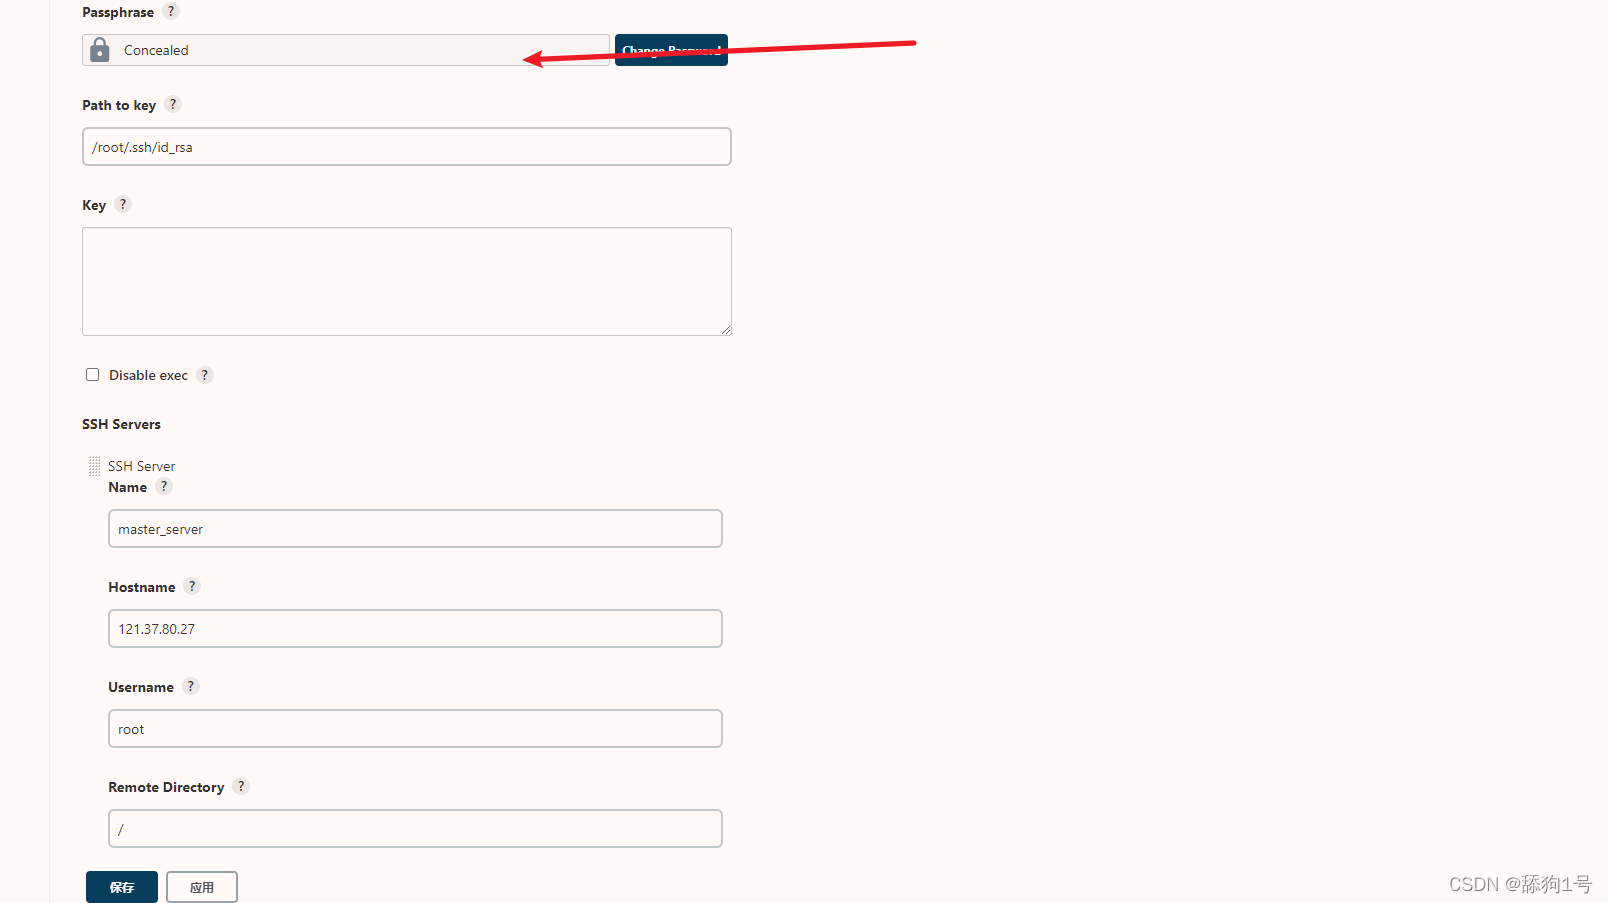 Passphrase ?
Concealed
Change Password
Path to key ?
/root/.ssh/id_rsa
Key ?
Disable exec ?
SSH Servers
SSH Server
Name ?
master_server
Hostname ?
121.37.80.27
Username ?
root
Remote Directory ?
/
保存 应用
CSDN @舔狗1号